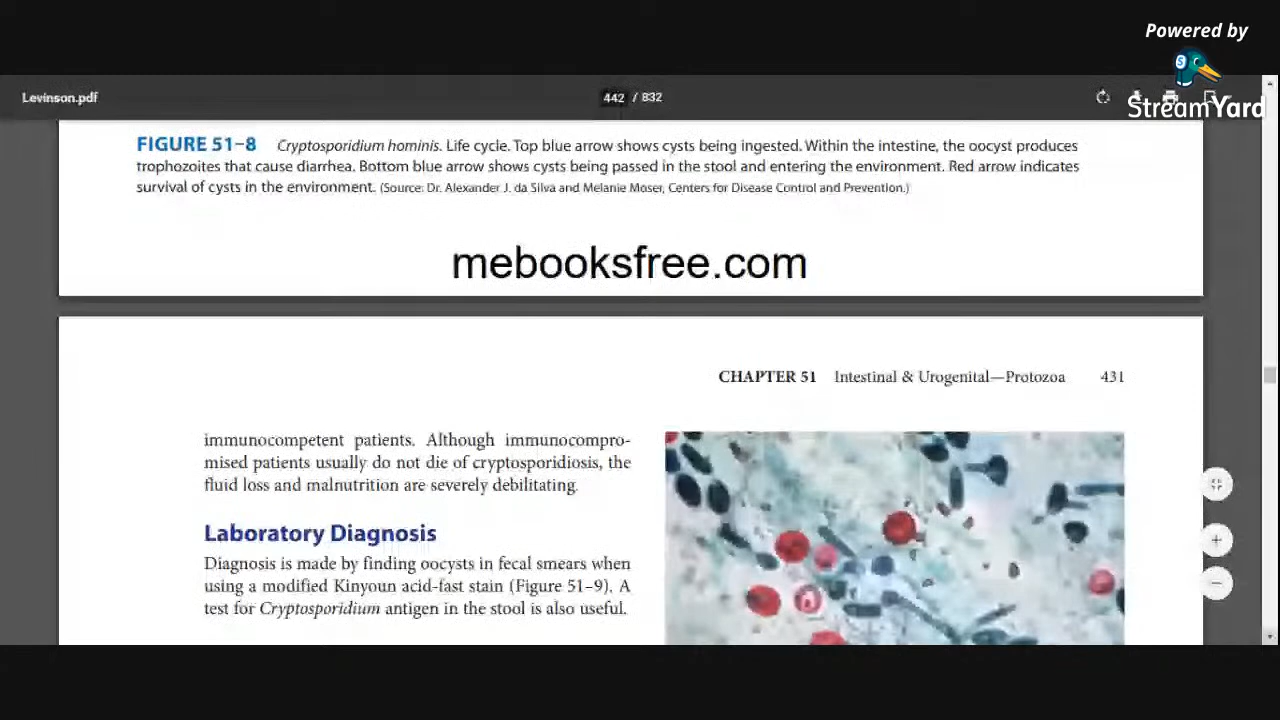 Powered by
StreamYard
Levinson.pdf
442 / 832
FIGURE 51–8 Cryptosporidium hominis. Life cycle. Top blue arrow shows cysts being ingested. Within the intestine, the oocyst produces
trophozoites that cause diarrhea. Bottom blue arrow shows cysts being passed in the stool and entering the environment. Red arrow indicates
survival of cysts in the environment. (Source: Dr. Alexander J. da Silva and Melanie Moser, Centers for Disease Control and Prevention.)
mebooksfree.com
CHAPTER 51 Intestinal & Urogenital—Protozoa 431
immunocompetent patients. Although immunocompro-
mised patients usually do not die of cryptosporidiosis, the
fluid loss and malnutrition are severely debilitating.
Laboratory Diagnosis
Diagnosis is made by finding oocysts in fecal smears when
using a modified Kinyoun acid-fast stain (Figure 51–9). A
test for Cryptosporidium antigen in the stool is also useful.